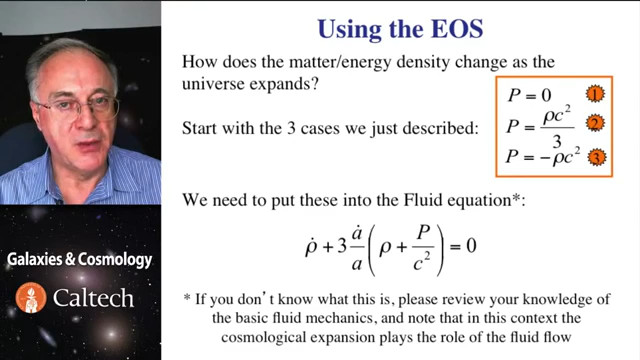 Using the EOS
How does the matter/energy density change as the
universe expands?
Start with the 3 cases we just described:
P = 0 1
P = ρc²/3 2
P = −ρc² 3
We need to put these into the Fluid equation*:
ρ̇ + 3 ȧ/a (ρ + P/c²) = 0
Galaxies & Cosmology
Caltech
* If you don't know what this is, please review your knowledge of
the basic fluid mechanics, and note that in this context the
cosmological expansion plays the role of the fluid flow